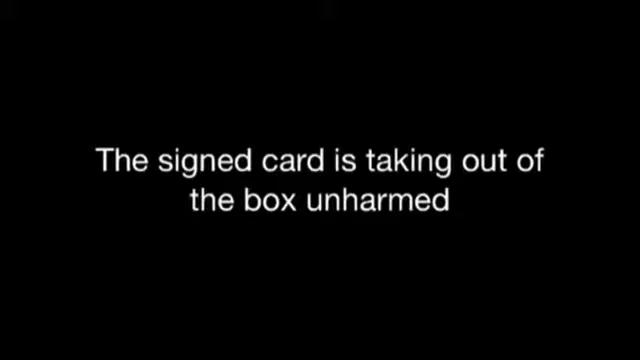 The signed card is taking out of
the box unharmed